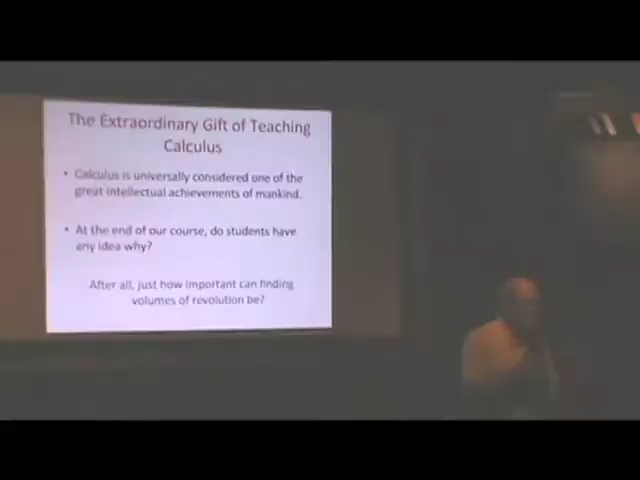 The Extraordinary Gift of Teaching
Calculus
• Calculus is universally considered one of the
great intellectual achievements of mankind.
• At the end of our course, do students have
any idea why?
After all, just how important can finding
volumes of revolution be?